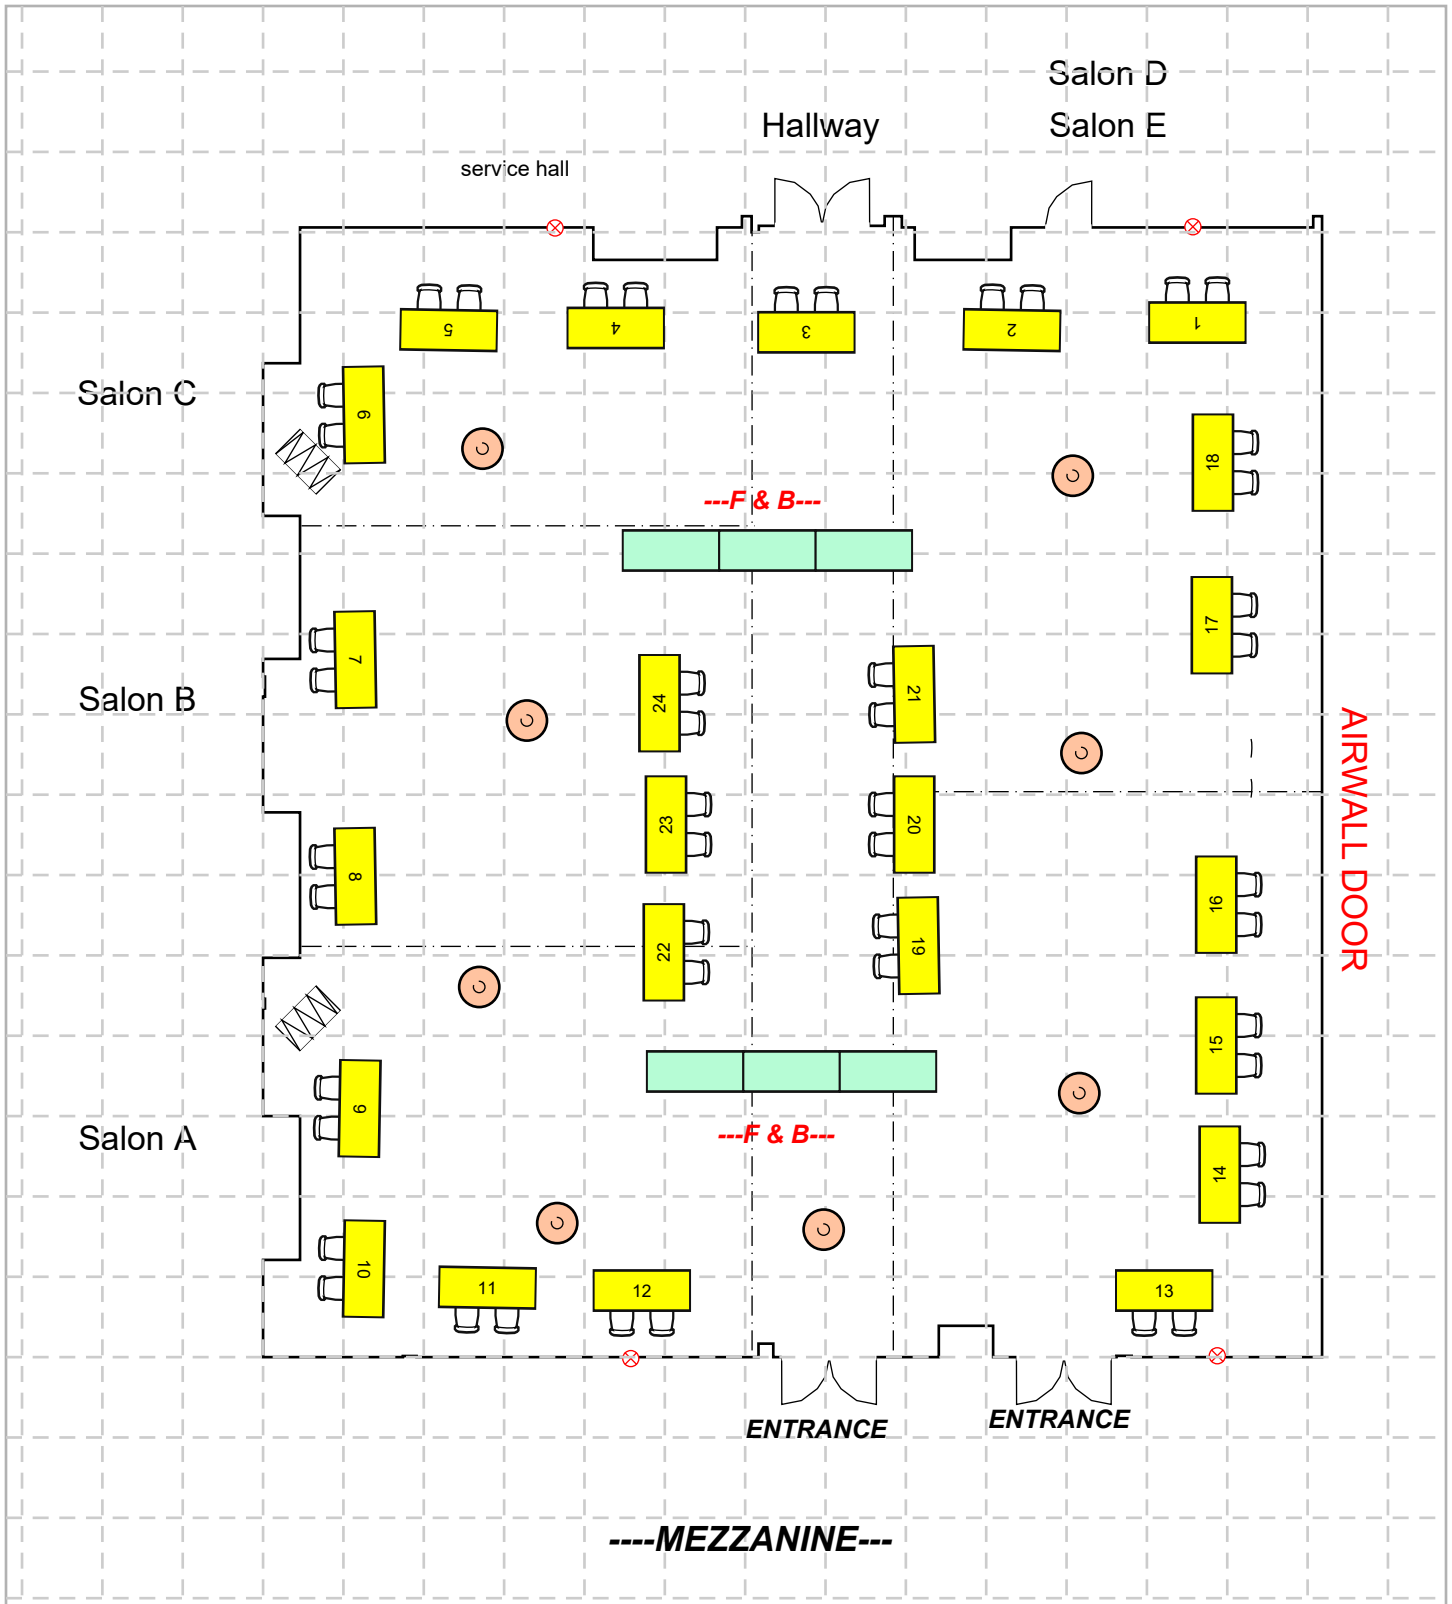 Salon D
Hallway
Salon E
service hall
5
4
3
2
1
Salon C
6
18
---F & B---
17
7
Salon B
24
21
AIRWALL DOOR
23
20
8
16
22
19
15
9
---F & B---
Salon A
14
10
11
12
13
ENTRANCE
ENTRANCE
----MEZZANINE---